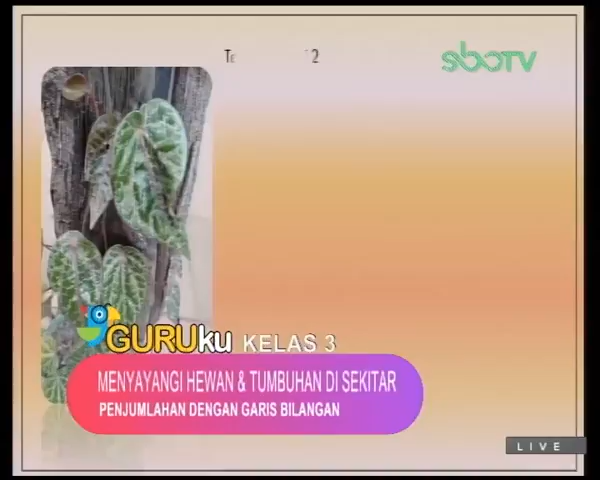 sboTV
GURUku KELAS 3
MENYAYANGI HEWAN & TUMBUHAN DI SEKITAR
PENJUMLAHAN DENGAN GARIS BILANGAN
LIVE